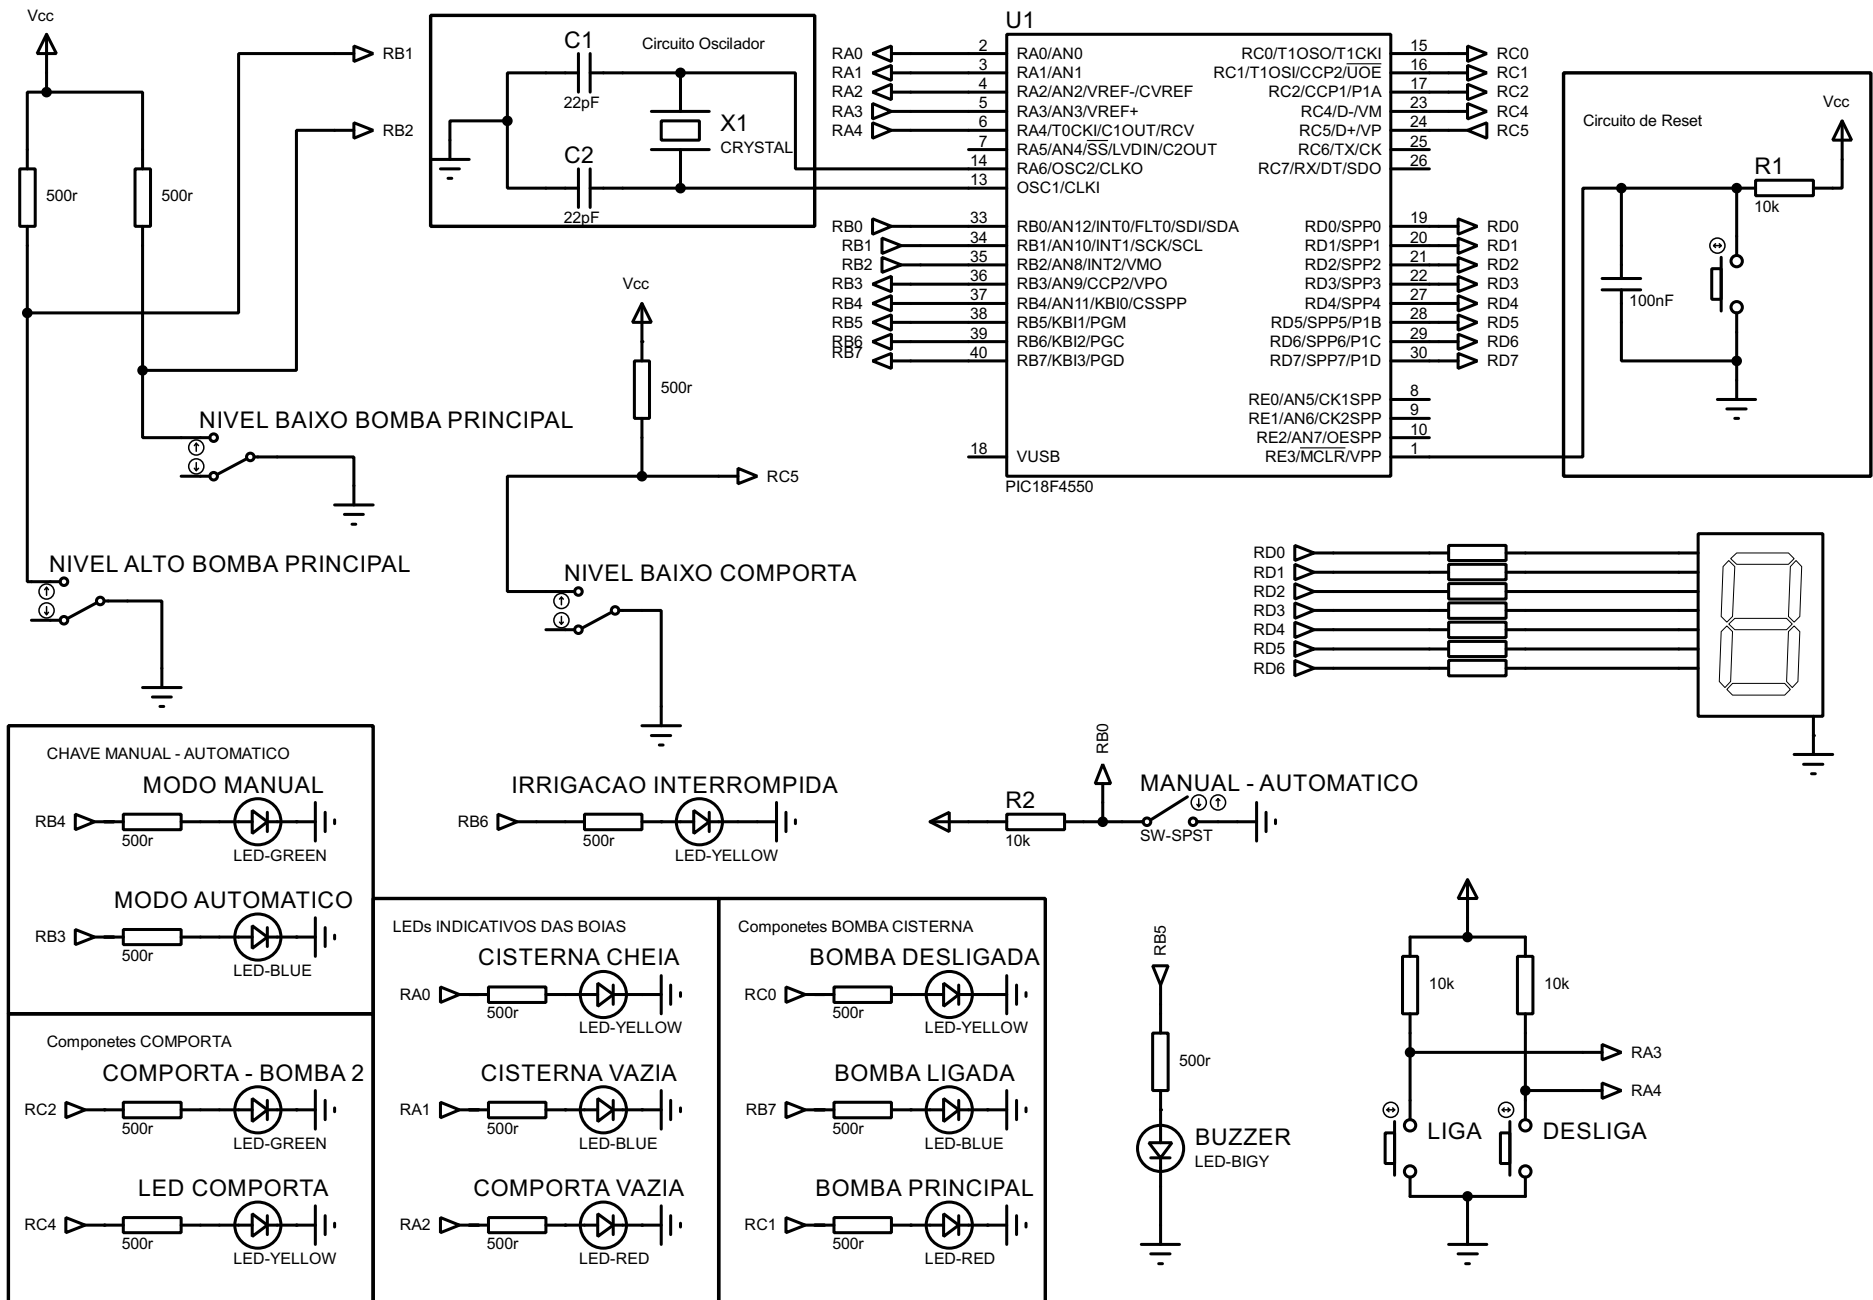 Vcc
RB1
RB2
500r
500r
NIVEL BAIXO BOMBA PRINCIPAL
NIVEL ALTO BOMBA PRINCIPAL
Circuito Oscilador
C1
22pF
C2
22pF
X1
CRYSTAL
Vcc
500r
RC5
NIVEL BAIXO COMPORTA
U1
RA0 2 RA0/AN0
RA1 3 RA1/AN1
RA2 4 RA2/AN2/VREF-/CVREF
RA3 5 RA3/AN3/VREF+
RA4 6 RA4/T0CKI/C1OUT/RCV
7 RA5/AN4/SS/LVDIN/C2OUT
14 RA6/OSC2/CLKO
13 OSC1/CLKI
RB0 33 RB0/AN12/INT0/FLT0/SDI/SDA
RB1 34 RB1/AN10/INT1/SCK/SCL
RB2 35 RB2/AN8/INT2/VMO
RB3 36 RB3/AN9/CCP2/VPO
RB4 37 RB4/AN11/KBI0/CSSPP
RB5 38 RB5/KBI1/PGM
RB6 39 RB6/KBI2/PGC
RB7 40 RB7/KBI3/PGD
18 VUSB
RC0/T1OSO/T1CKI 15 RC0
RC1/T1OSI/CCP2/UOE 16 RC1
RC2/CCP1/P1A 17 RC2
RC4/D-/VM 23 RC4
RC5/D+/VP 24 RC5
RC6/TX/CK 25
RC7/RX/DT/SDO 26
RD0/SPP0 19 RD0
RD1/SPP1 20 RD1
RD2/SPP2 21 RD2
RD3/SPP3 22 RD3
RD4/SPP4 27 RD4
RD5/SPP5/P1B 28 RD5
RD6/SPP6/P1C 29 RD6
RD7/SPP7/P1D 30 RD7
RE0/AN5/CK1SPP 8
RE1/AN6/CK2SPP 9
RE2/AN7/OESPP 10
RE3/MCLR/VPP 1
PIC18F4550
Circuito de Reset
Vcc
R1
10k
100nF
RD0
RD1
RD2
RD3
RD4
RD5
RD6
CHAVE MANUAL - AUTOMATICO
MODO MANUAL
RB4
500r
LED-GREEN
MODO AUTOMATICO
RB3
500r
LED-BLUE
IRRIGACAO INTERROMPIDA
RB6
500r
LED-YELLOW
RB0
R2
10k
MANUAL - AUTOMATICO
SW-SPST
Componetes COMPORTA
COMPORTA - BOMBA 2
RC2
500r
LED-GREEN
LED COMPORTA
RC4
500r
LED-YELLOW
LEDs INDICATIVOS DAS BOIAS
CISTERNA CHEIA
RA0
500r
LED-YELLOW
CISTERNA VAZIA
RA1
500r
LED-BLUE
COMPORTA VAZIA
RA2
500r
LED-RED
Componetes BOMBA CISTERNA
BOMBA DESLIGADA
RC0
500r
LED-YELLOW
BOMBA LIGADA
RB7
500r
LED-BLUE
BOMBA PRINCIPAL
RC1
500r
LED-RED
RB5
500r
BUZZER
LED-BIGY
10k
10k
RA3
RA4
LIGA
DESLIGA